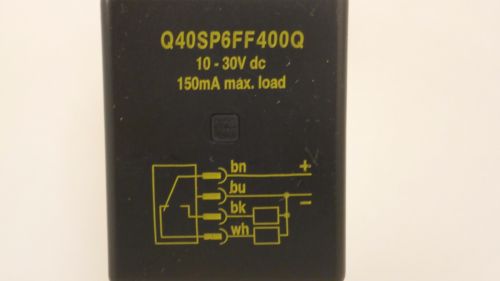 Q40SP6FF400Q
10 - 30V dc
150mA max. load
bn +
bu −
bk
wh